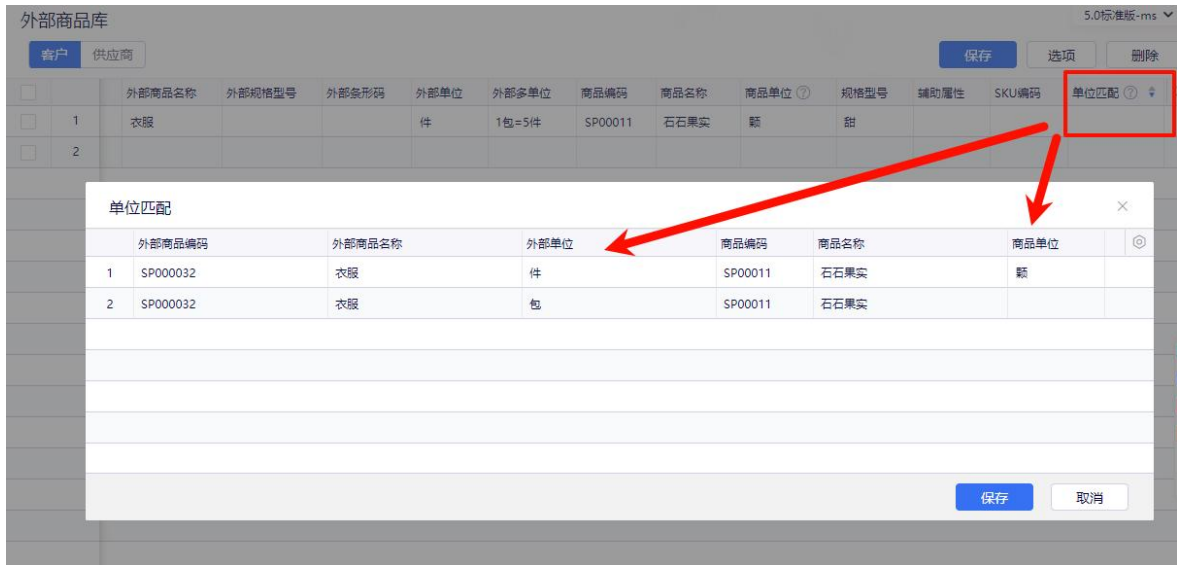 外部商品库
5.0标准版-ms
客户 供应商 保存 选项 删除
外部商品名称 外部规格型号 外部条形码 外部单位 外部多单位 商品编码 商品名称 商品单位 ? 规格型号 辅助属性 SKU编码 单位匹配 ?
1 衣服 件 1包=5件 SP00011 石石果实 颗 甜
2
单位匹配
外部商品编码 外部商品名称 外部单位 商品编码 商品名称 商品单位
1 SP000032 衣服 件 SP00011 石石果实 颗
2 SP000032 衣服 包 SP00011 石石果实
保存 取消